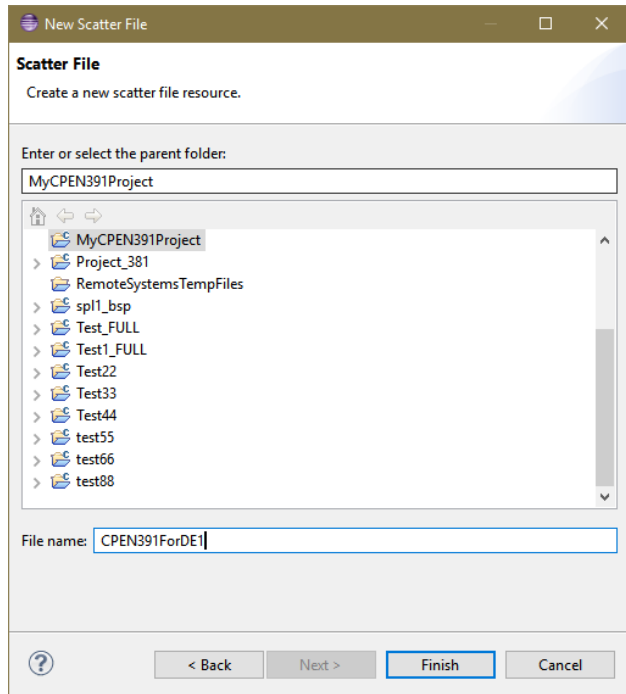 New Scatter File
Scatter File
Create a new scatter file resource.
Enter or select the parent folder:
MyCPEN391Project
MyCPEN391Project
Project_381
RemoteSystemsTempFiles
spl1_bsp
Test_FULL
Test1_FULL
Test22
Test33
Test44
test55
test66
test88
File name: CPEN391ForDE1
? < Back Next > Finish Cancel